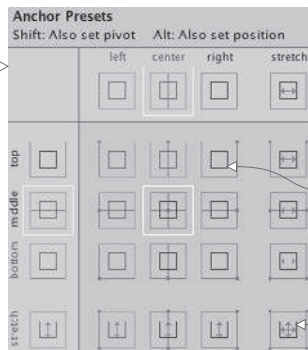 Anchor Presets
Shift: Also set pivot Alt: Also set position
left center right stretch
top
middle
bottom
stretch